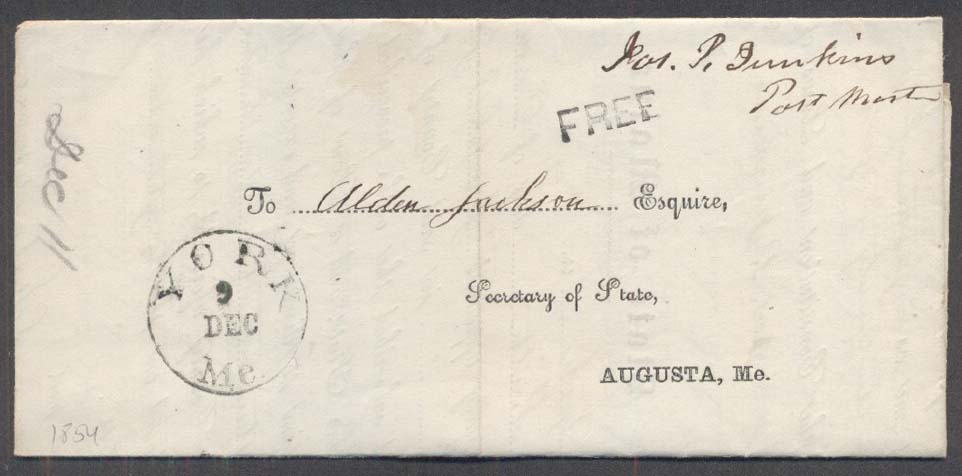 Jos. P. Junkins
Post Master
FREE
To Alden Jackson Esquire,
Secretary of State,
AUGUSTA, Me.
YORK
9
DEC
Me
Dec 11
1854